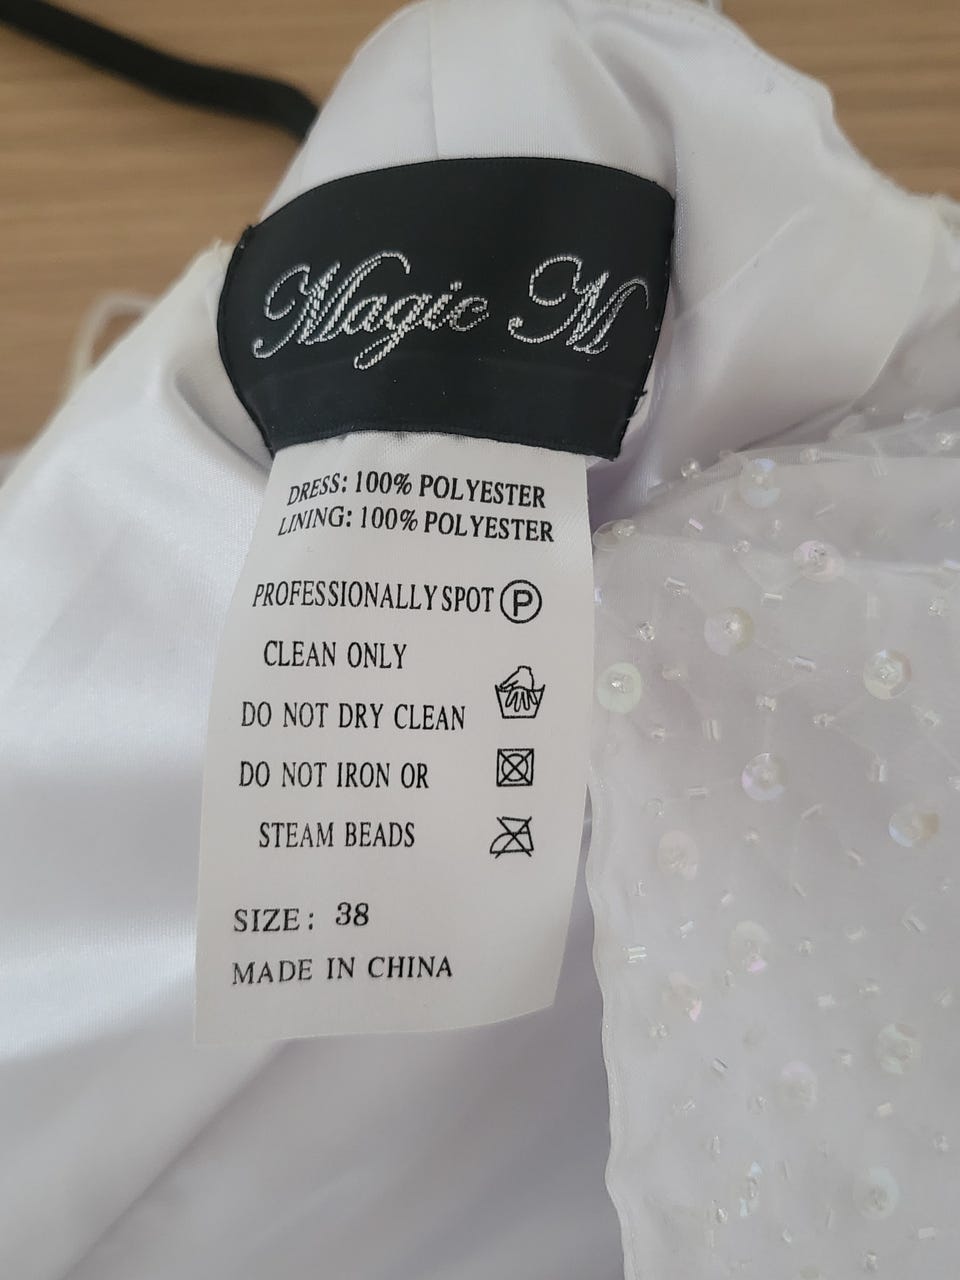 Magic M
DRESS: 100% POLYESTER
LINING: 100% POLYESTER
PROFESSIONALLY SPOT P
CLEAN ONLY
DO NOT DRY CLEAN
DO NOT IRON OR
STEAM BEADS
SIZE: 38
MADE IN CHINA